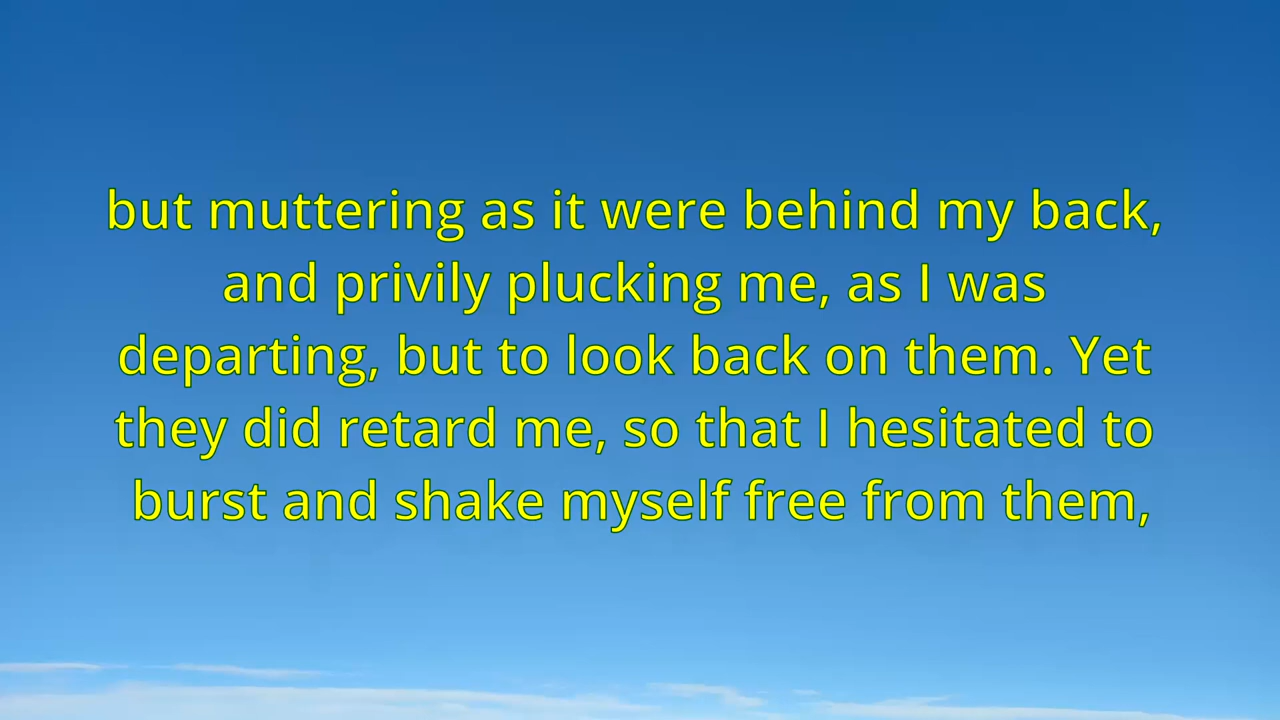 but muttering as it were behind my back,
and privily plucking me, as I was
departing, but to look back on them. Yet
they did retard me, so that I hesitated to
burst and shake myself free from them,